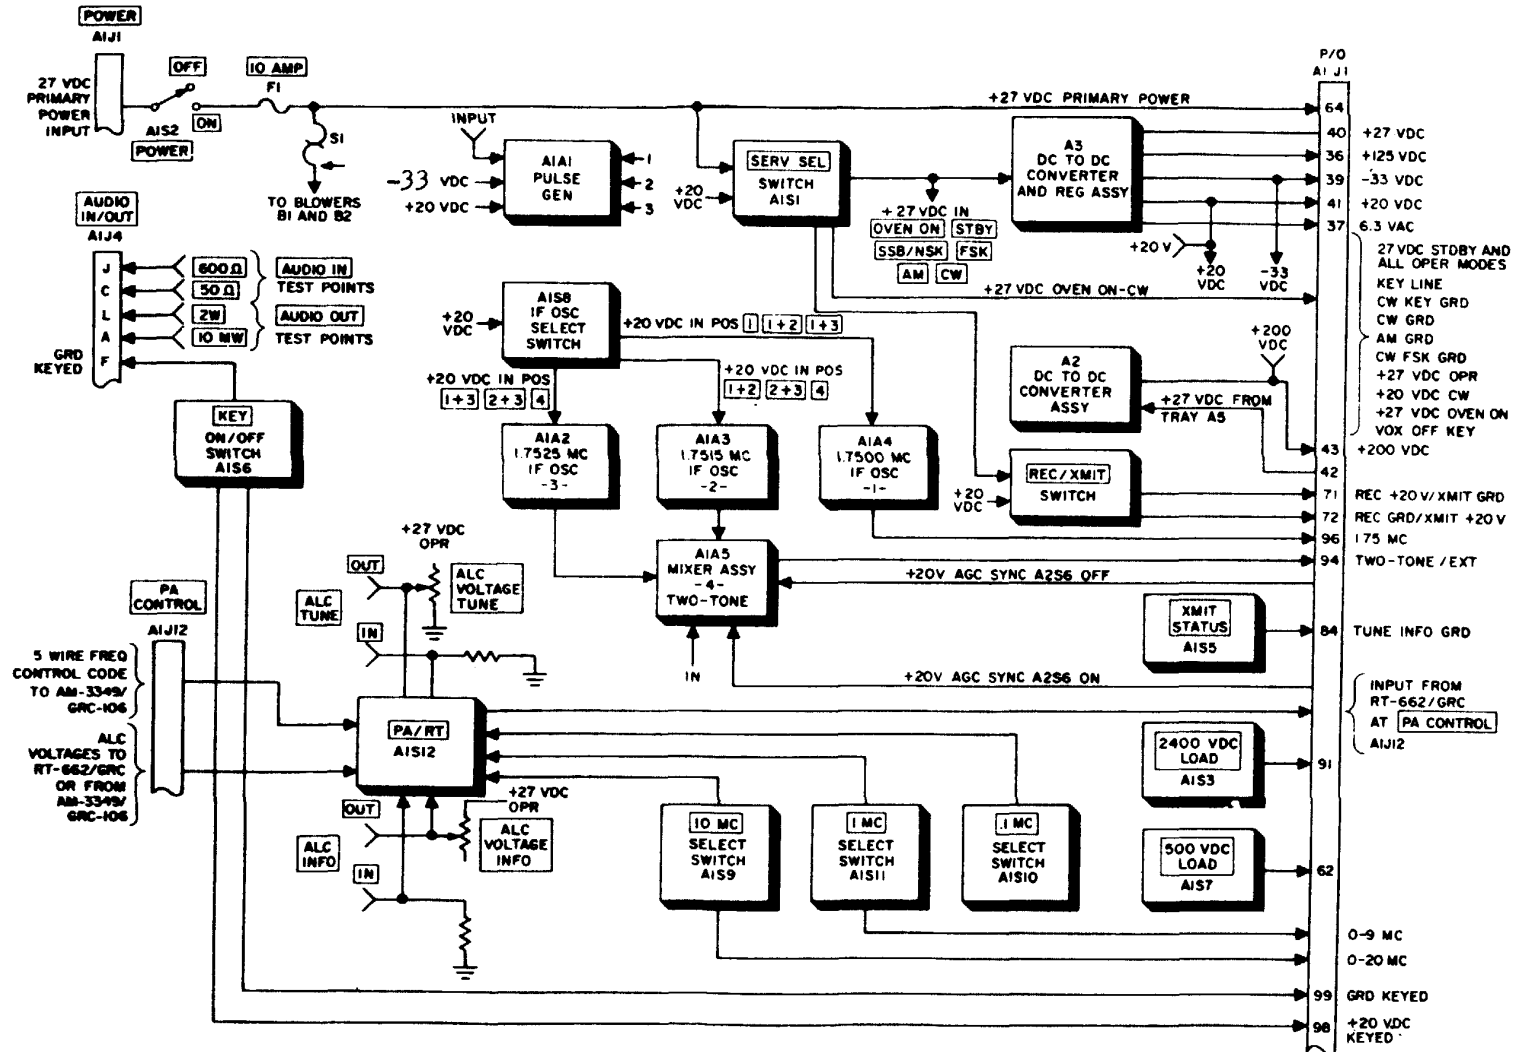 POWER
A1J1
27 VDC
PRIMARY
POWER
INPUT
OFF
ON
A1S2
POWER
10 AMP
F1
S1
TO BLOWERS
B1 AND B2
INPUT
-33 VDC
+20 VDC
A1A1
PULSE
GEN
1
2
3
+20
VDC
SERV SEL
SWITCH
A1S1
+27 VDC PRIMARY POWER
+27 VDC IN
OVEN ON STBY
SSB/NSK FSK
AM CW
A3
DC TO DC
CONVERTER
AND REG ASSY
+20 V
+20
VDC
-33
VDC
+27 VDC OVEN ON-CW
P/O
A1J1
64
40 +27 VDC
36 +125 VDC
39 -33 VDC
41 +20 VDC
37 6.3 VAC
27 VDC STDBY AND
ALL OPER MODES
KEY LINE
CW KEY GRD
CW GRD
AM GRD
CW FSK GRD
+27 VDC OPR
+20 VDC CW
+27 VDC OVEN ON
VOX OFF KEY
43 +200 VDC
42
71 REC +20 V/XMIT GRD
72 REC GRD/XMIT +20 V
96 1.75 MC
94 TWO-TONE/EXT
84 TUNE INFO GRD
INPUT FROM
RT-662/GRC
AT PA CONTROL
A1J12
91
62
0-9 MC
0-20 MC
99 GRD KEYED
98 +20 VDC
KEYED
AUDIO
IN/OUT
A1J4
J 600Ω
C 50Ω
AUDIO IN
TEST POINTS
L 2W
A 10 MW
AUDIO OUT
TEST POINTS
F
GRD
KEYED
KEY
ON/OFF
SWITCH
A1S6
+20
VDC
A1S8
IF OSC
SELECT
SWITCH
+20 VDC IN POS 1 1+2 1+3
+20 VDC IN POS
1+3 2+3 4
+20 VDC IN POS
1+2 2+3 4
A1A2
1.7525 MC
IF OSC
-3-
A1A3
1.7515 MC
IF OSC
-2-
A1A4
1.7500 MC
IF OSC
-1-
+200
VDC
A2
DC TO DC
CONVERTER
ASSY
+27 VDC FROM
TRAY A5
+20
VDC
REC/XMIT
SWITCH
A1A5
MIXER ASSY
-4-
TWO-TONE
IN
+20V AGC SYNC A2S6 OFF
+20V AGC SYNC A2S6 ON
XMIT
STATUS
A1S5
2400 VDC
LOAD
A1S3
500 VDC
LOAD
A1S7
PA
CONTROL
A1J12
5 WIRE FREQ
CONTROL CODE
TO AM-3349/
GRC-106
ALC
VOLTAGES TO
RT-662/GRC
OR FROM
AM-3349/
GRC-106
+27 VDC
OPR
OUT
ALC
TUNE
IN
ALC
VOLTAGE
TUNE
PA/RT
A1S12
+27 VDC
OPR
OUT
ALC
INFO
IN
ALC
VOLTAGE
INFO
10 MC
SELECT
SWITCH
A1S9
1 MC
SELECT
SWITCH
A1S11
.1 MC
SELECT
SWITCH
A1S10